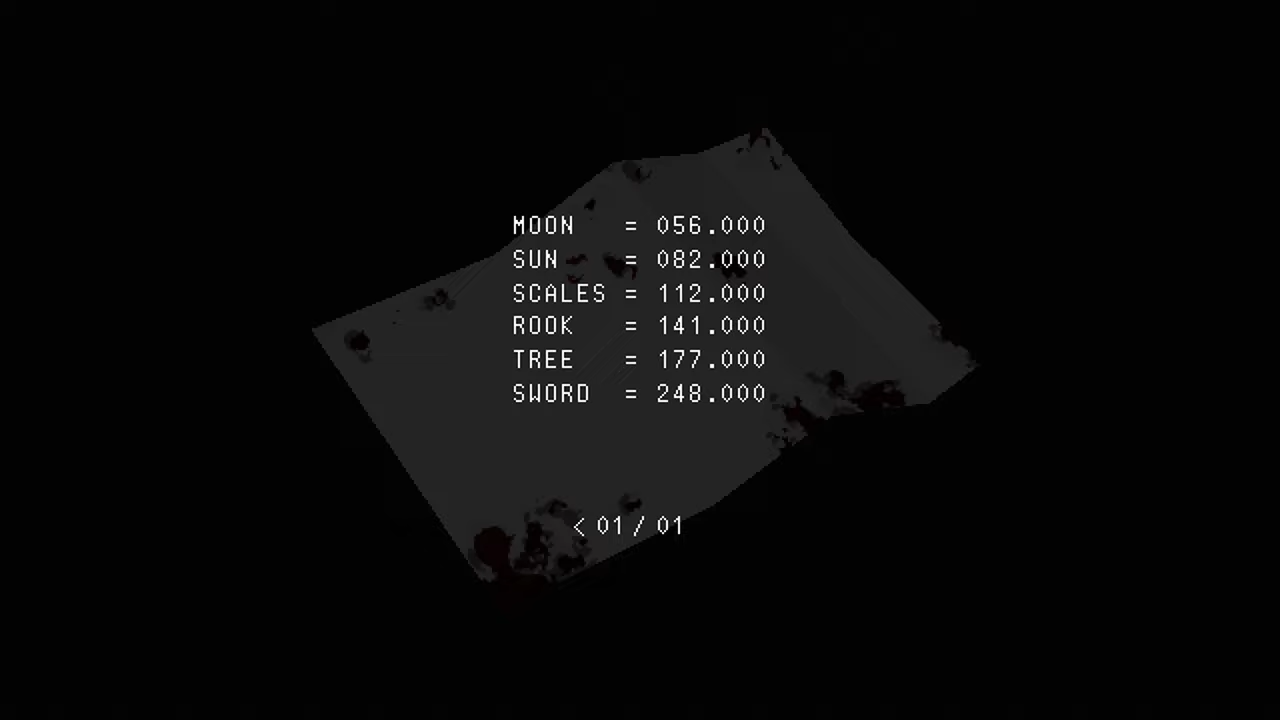 MOON = 056.000
SUN = 082.000
SCALES = 112.000
ROOK = 141.000
TREE = 177.000
SWORD = 248.000
< 01 / 01